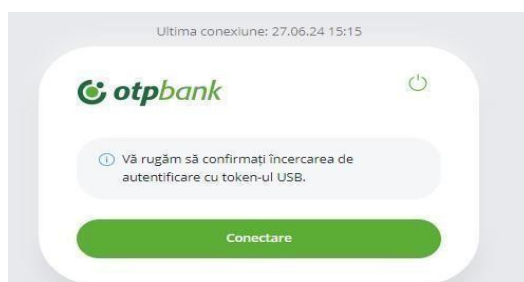 Ultima conexiune: 27.06.24 15:15
otpbank
Vă rugăm să confirmați încercarea de
autentificare cu token-ul USB.
Conectare